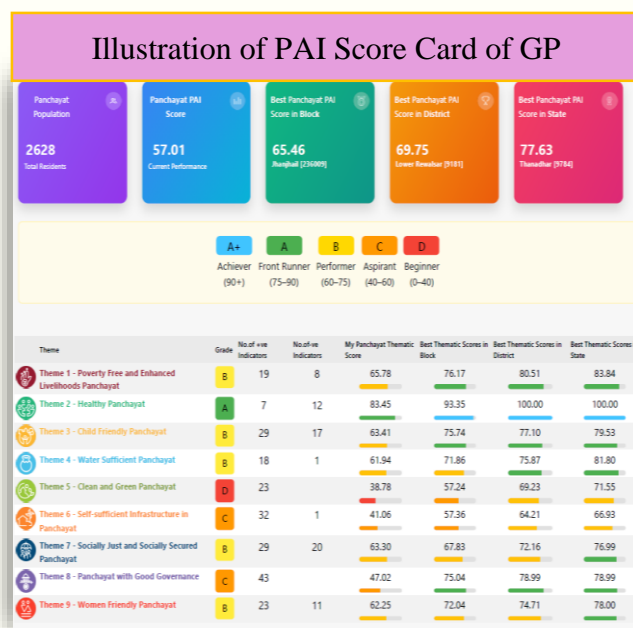 Illustration of PAI Score Card of GP
Panchayat
Population
2628
Total Residents
Panchayat PAI
Score
57.01
Current Performance
Best Panchayat PAI
Score in Block
65.46
Jhanjhail [236009]
Best Panchayat PAI
Score in District
69.75
Lower Rewahar [9181]
Best Panchayat PAI
Score in State
77.63
Thanadhar [9784]
A+ A B C D
Achiever Front Runner Performer Aspirant Beginner
(90+) (75-90) (60-75) (40-60) (0-40)
Theme Grade No.of +ve Indicators No.of-ve Indicators My Panchayat Thematic Score Best Thematic Scores in Block Best Thematic Scores in District Best Thematic Scores State
Theme 1 - Poverty Free and Enhanced B 19 8 65.78 76.17 80.51 83.84
Livelihoods Panchayat
Theme 2 - Healthy Panchayat A 7 12 83.45 93.35 100.00 100.00
Theme 3 - Child Friendly Panchayat B 29 17 63.41 75.74 77.10 79.53
Theme 4 - Water Sufficient Panchayat B 18 1 61.94 71.86 75.87 81.80
Theme 5 - Clean and Green Panchayat D 23 38.78 57.24 69.23 71.55
Theme 6 - Self-sufficient Infrastructure in C 32 1 41.06 57.36 64.21 66.93
Panchayat
Theme 7 - Socially Just and Socially Secured B 29 20 63.30 67.83 72.16 76.99
Panchayat
Theme 8 - Panchayat with Good Governance C 43 47.02 75.04 78.99 78.99
Theme 9 - Women Friendly Panchayat B 23 11 62.25 72.04 74.71 78.00